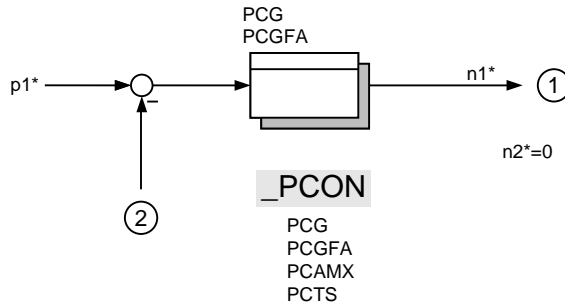 PCG
PCGFA
p1*
n1*
1
–
n2*=0
_PCON
2
PCG
PCGFA
PCAMX
PCTS